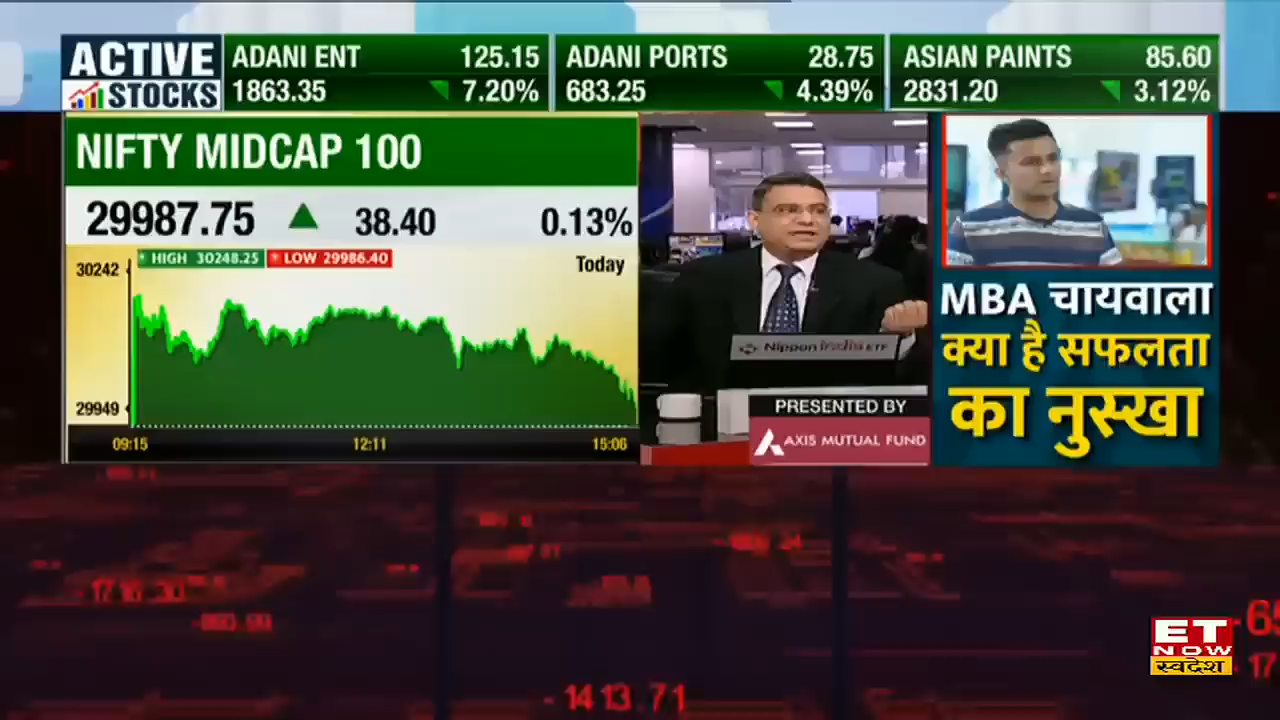 ACTIVE
STOCKS
ADANI ENT 125.15
1863.35 7.20%
ADANI PORTS 28.75
683.25 4.39%
ASIAN PAINTS 85.60
2831.20 3.12%
NIFTY MIDCAP 100
29987.75 38.40 0.13%
HIGH 30248.25 LOW 29986.40
Today
30242
29949
09:15 12:11 15:06
Nippon India ETF
PRESENTED BY
AXIS MUTUAL FUND
MBA चायवाला
क्या है सफलता
का नुस्खा
- 1413.71
ET
NOW
स्वदेश